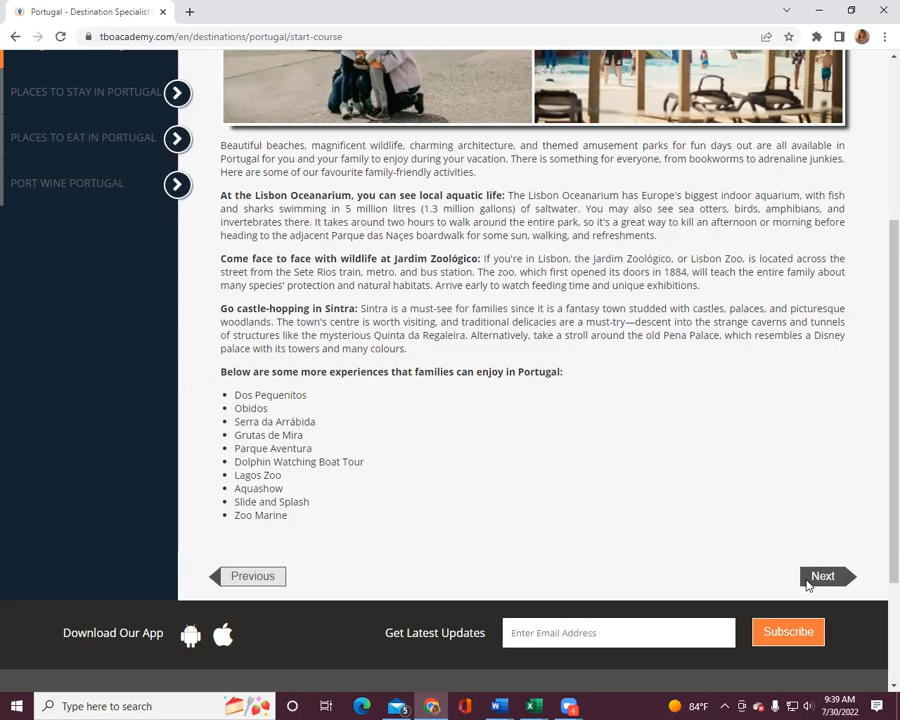 Portugal - Destination Specialist
tboacademy.com/en/destinations/portugal/start-course
PLACES TO STAY IN PORTUGAL
PLACES TO EAT IN PORTUGAL
PORT WINE PORTUGAL
Beautiful beaches, magnificent wildlife, charming architecture, and themed amusement parks for fun days out are all available in
Portugal for you and your family to enjoy during your vacation. There is something for everyone, from bookworms to adrenaline junkies.
Here are some of our favourite family-friendly activities.
At the Lisbon Oceanarium, you can see local aquatic life: The Lisbon Oceanarium has Europe's biggest indoor aquarium, with fish
and sharks swimming in 5 million litres (1.3 million gallons) of saltwater. You may also see sea otters, birds, amphibians, and
invertebrates there. It takes around two hours to walk around the entire park, so it's a great way to kill an afternoon or morning before
heading to the adjacent Parque das Naçes boardwalk for some sun, walking, and refreshments.
Come face to face with wildlife at Jardim Zoológico: If you're in Lisbon, the Jardim Zoológico, or Lisbon Zoo, is located across the
street from the Sete Rios train, metro, and bus station. The zoo, which first opened its doors in 1884, will teach the entire family about
many species' protection and natural habitats. Arrive early to watch feeding time and unique exhibitions.
Go castle-hopping in Sintra: Sintra is a must-see for families since it is a fantasy town studded with castles, palaces, and picturesque
woodlands. The town's centre is worth visiting, and traditional delicacies are a must-try—descent into the strange caverns and tunnels
of structures like the mysterious Quinta da Regaleira. Alternatively, take a stroll around the old Pena Palace, which resembles a Disney
palace with its towers and many colours.
Below are some more experiences that families can enjoy in Portugal:
Dos Pequenitos
Obidos
Serra da Arrábida
Grutas de Mira
Parque Aventura
Dolphin Watching Boat Tour
Lagos Zoo
Aquashow
Slide and Splash
Zoo Marine
Previous
Next
Download Our App
Get Latest Updates
Enter Email Address
Subscribe
Type here to search
5
4
84°F
9:39 AM
7/30/2022